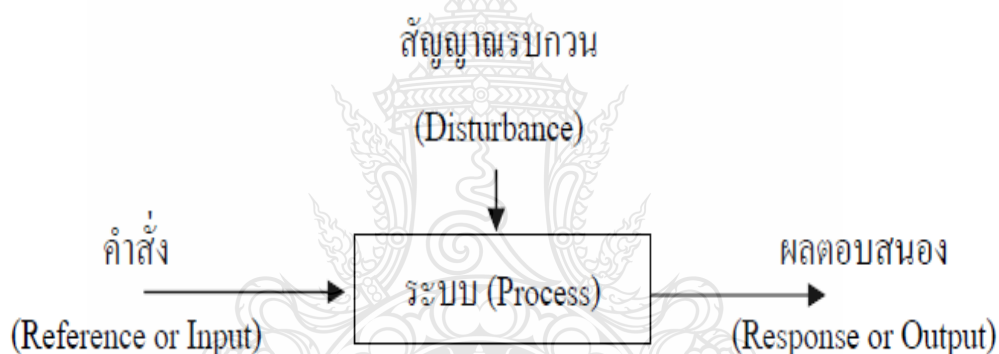 สัญญาณรบกวน
(Disturbance)
คำสั่ง
(Reference or Input)
ระบบ (Process)
ผลตอบสนอง
(Response or Output)